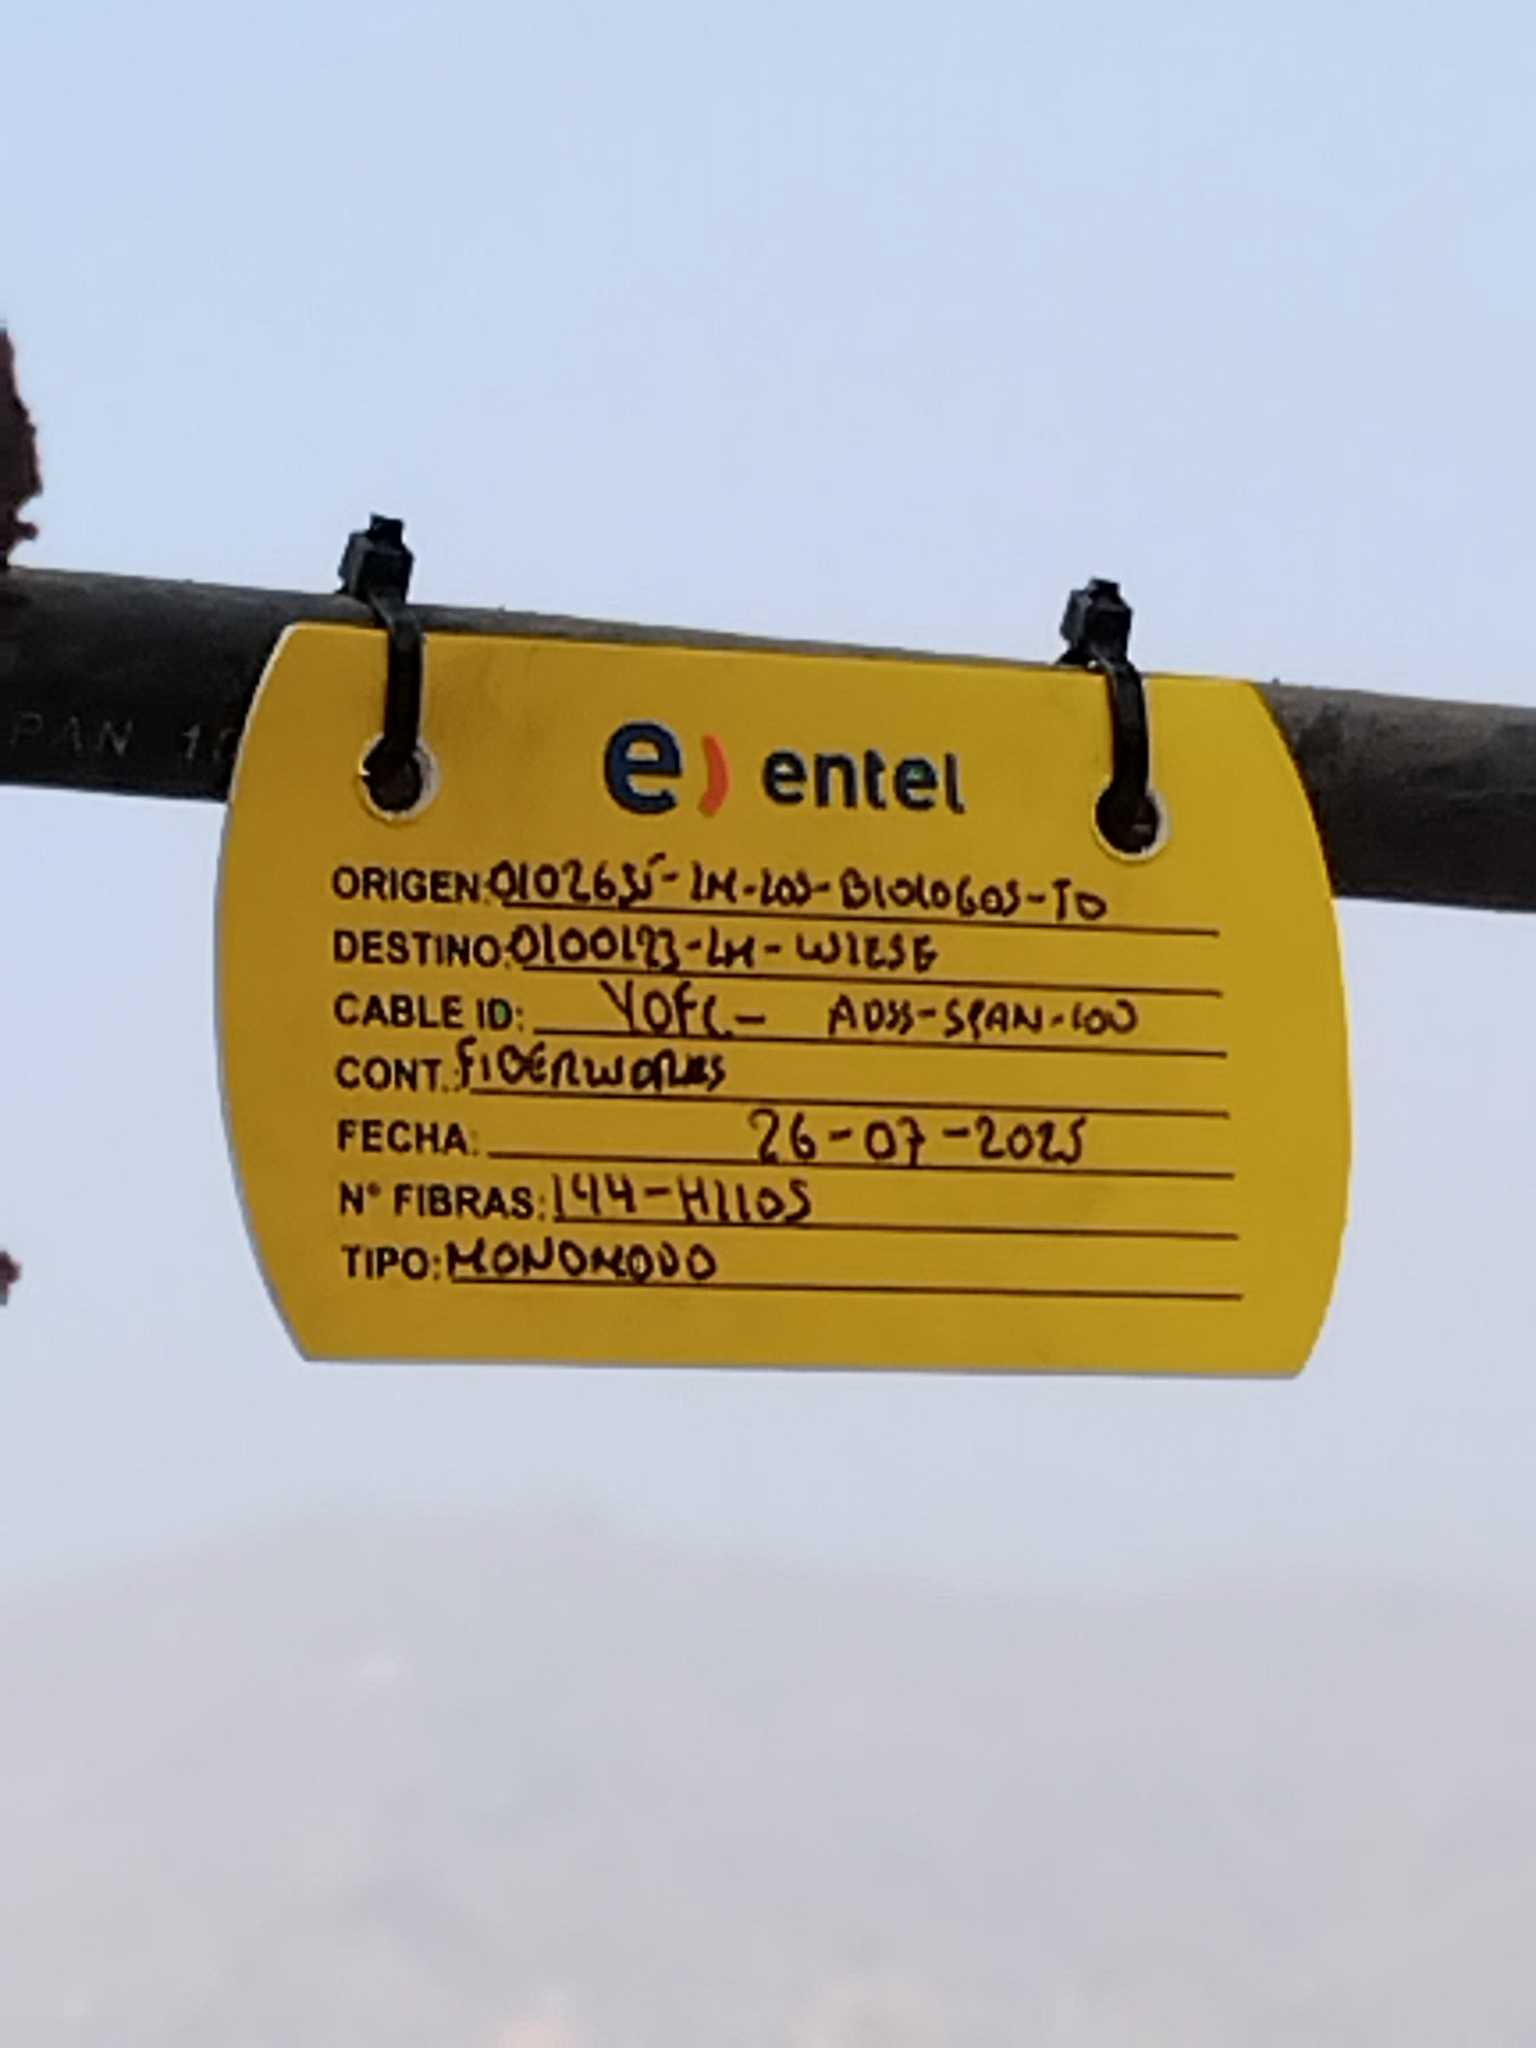 PAN 1
e) entel
ORIGEN: 0102635-LM-LOS-BIOLOGOS-TD
DESTINO: 0100123-LM-WIESE
CABLE ID: YOFC- ADSS-SPAN-100
CONT.: FIBERWORKS
FECHA: 26-07-2025
N° FIBRAS: 144-HILOS
TIPO: MONOMODO